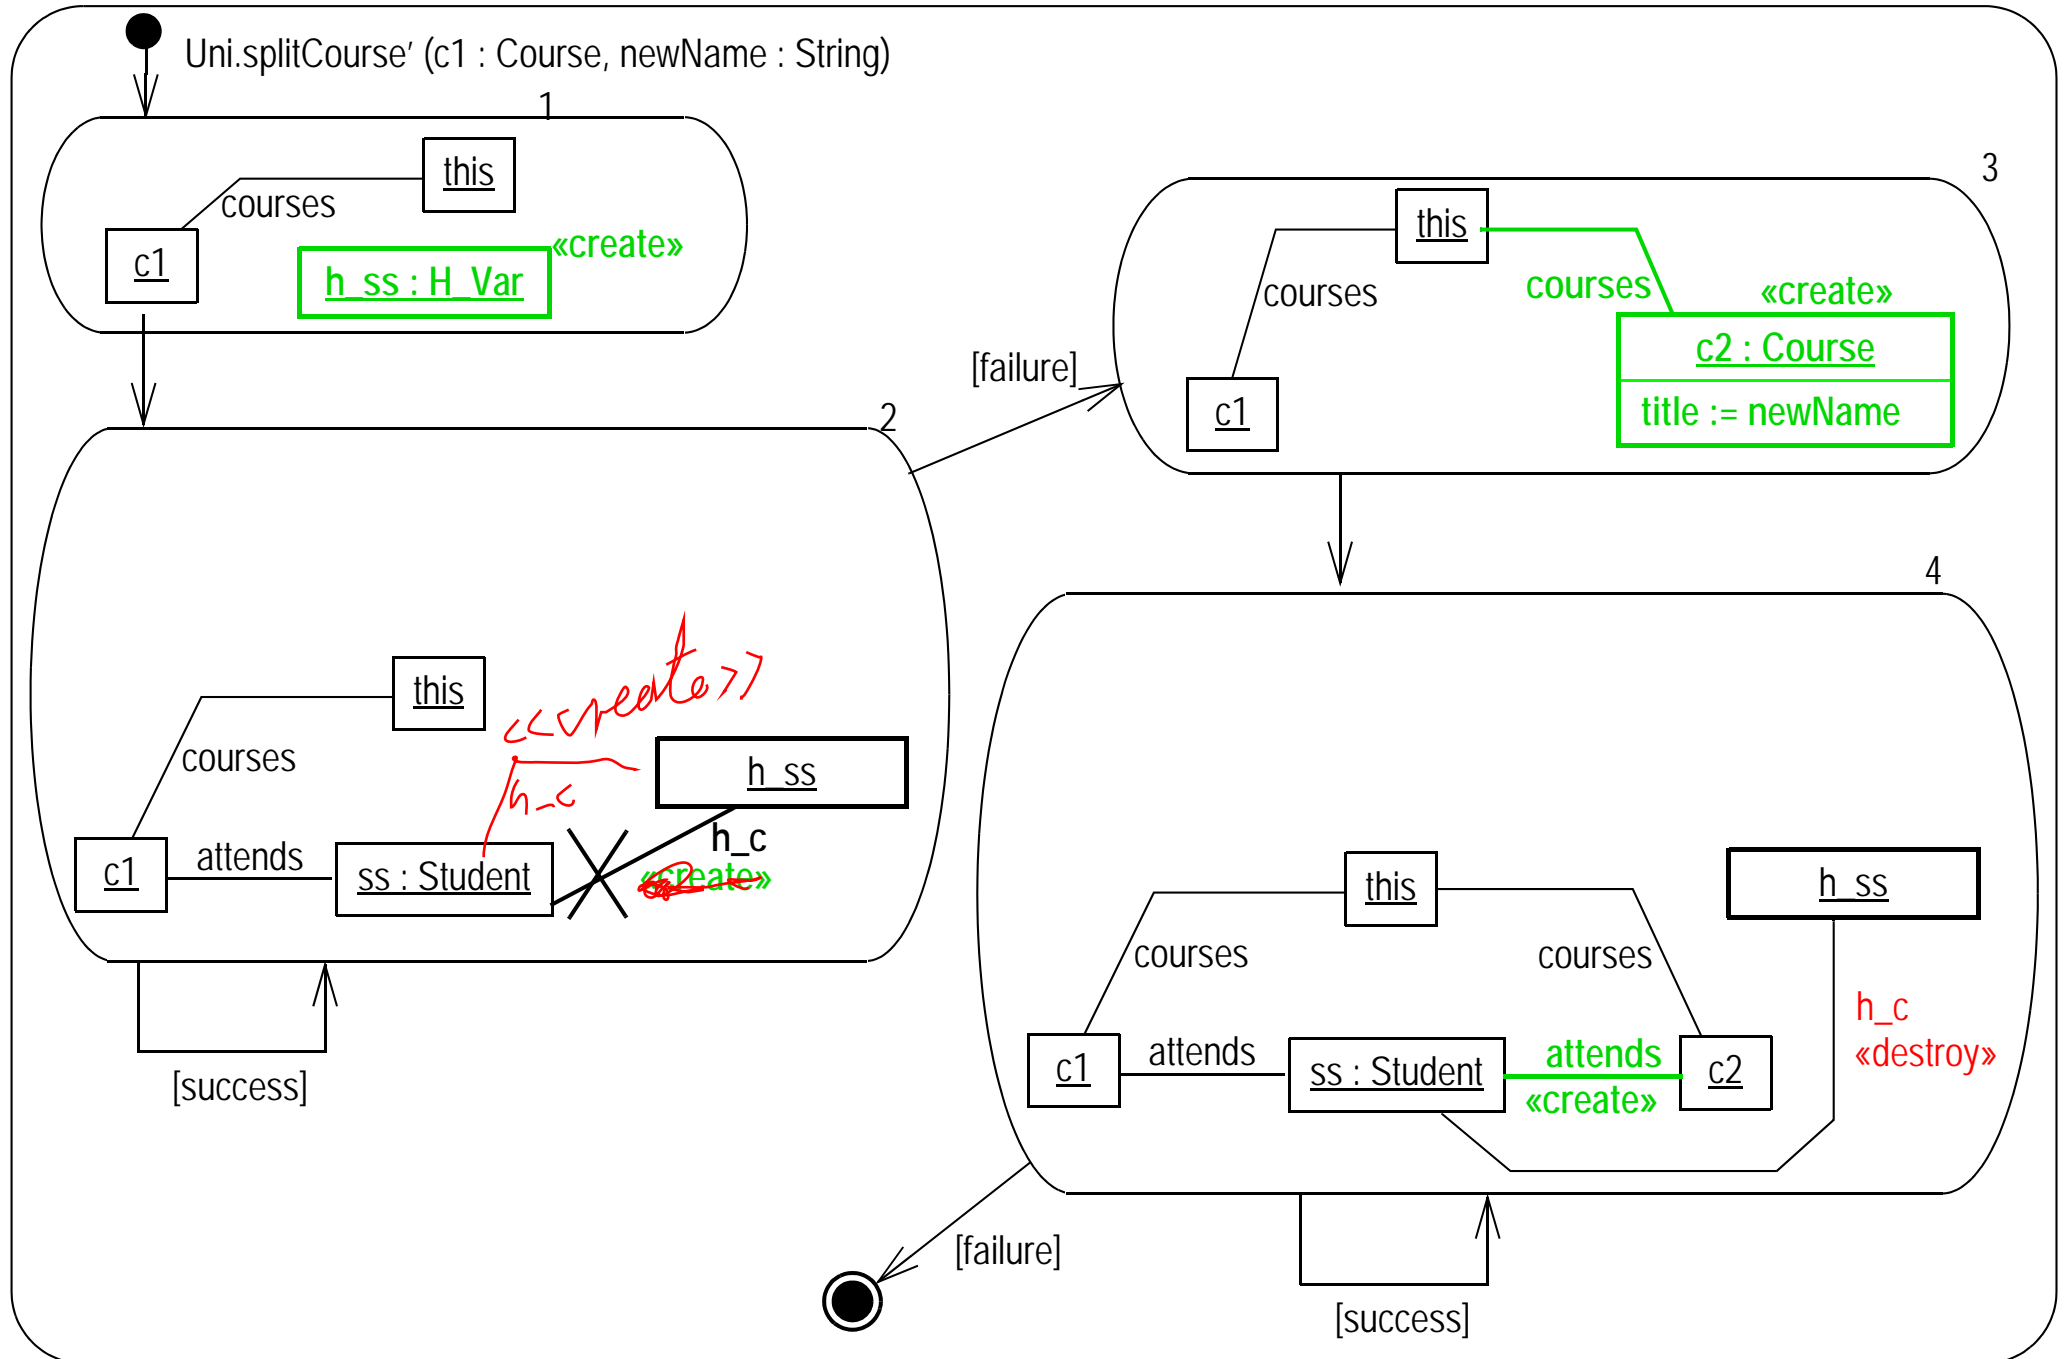 Uni.splitCourse’ (c1 : Course, newName : String)
1
this
courses
c1
«create»
h_ss : H_Var
2
this
<<create>>
courses
h_ss
h_c
h_c
«create»
c1
attends
ss : Student
[success]
[failure]
3
this
courses
courses
«create»
c2 : Course
c1
title := newName
4
this
h_ss
courses
courses
h_c
«destroy»
c1
attends
ss : Student
attends
«create»
c2
[failure]
[success]